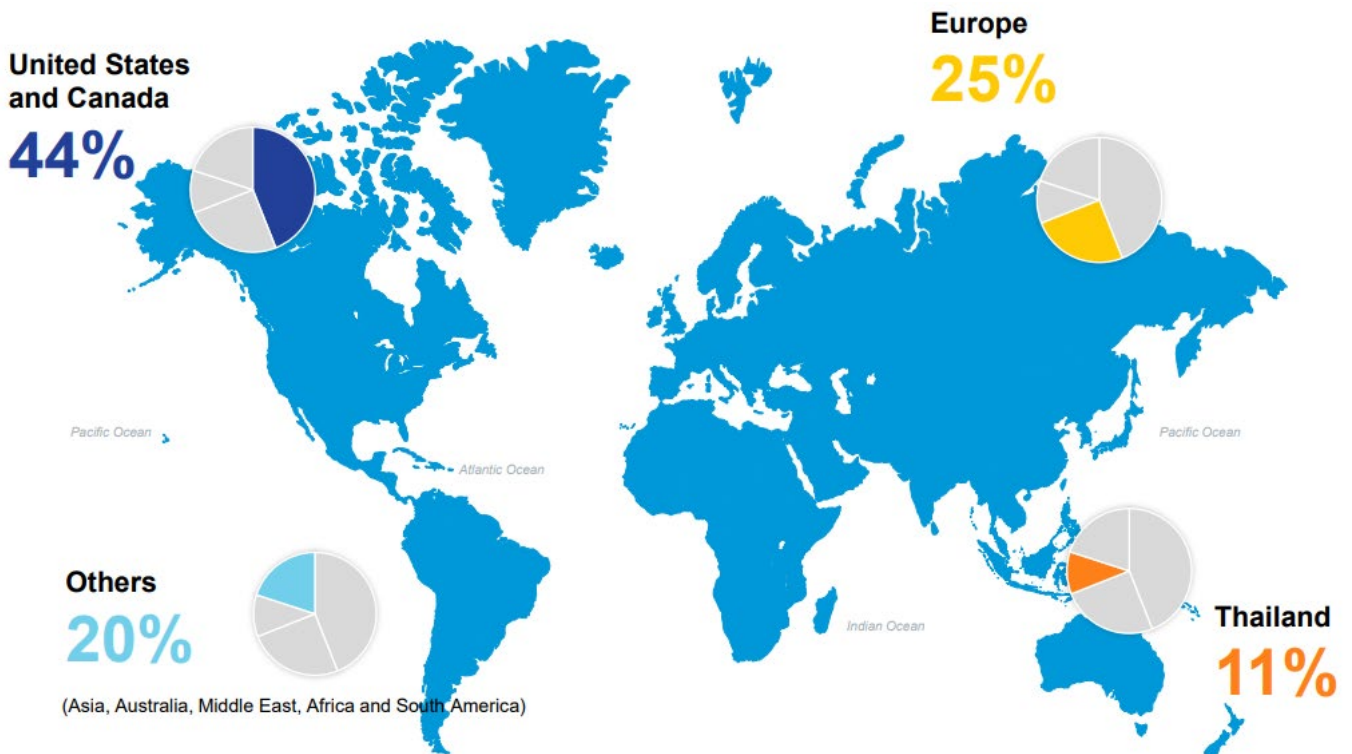 United States
and Canada
44%
Europe
25%
Pacific Ocean
Atlantic Ocean
Pacific Ocean
Others
20%
(Asia, Australia, Middle East, Africa and South America)
Indian Ocean
Thailand
11%